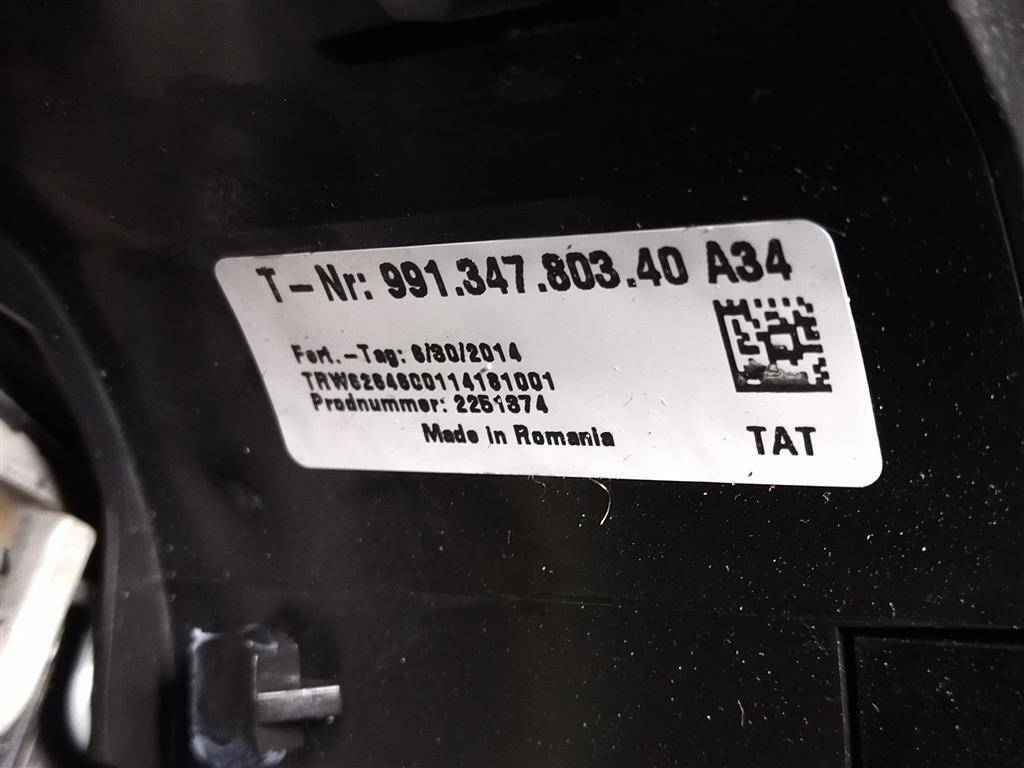 T-Nr: 991.347.803.40 A34
Fert.-Tag: 6/30/2014
TRW62646C0114181001
Prodnummer: 2251374
Made in Romania
TAT